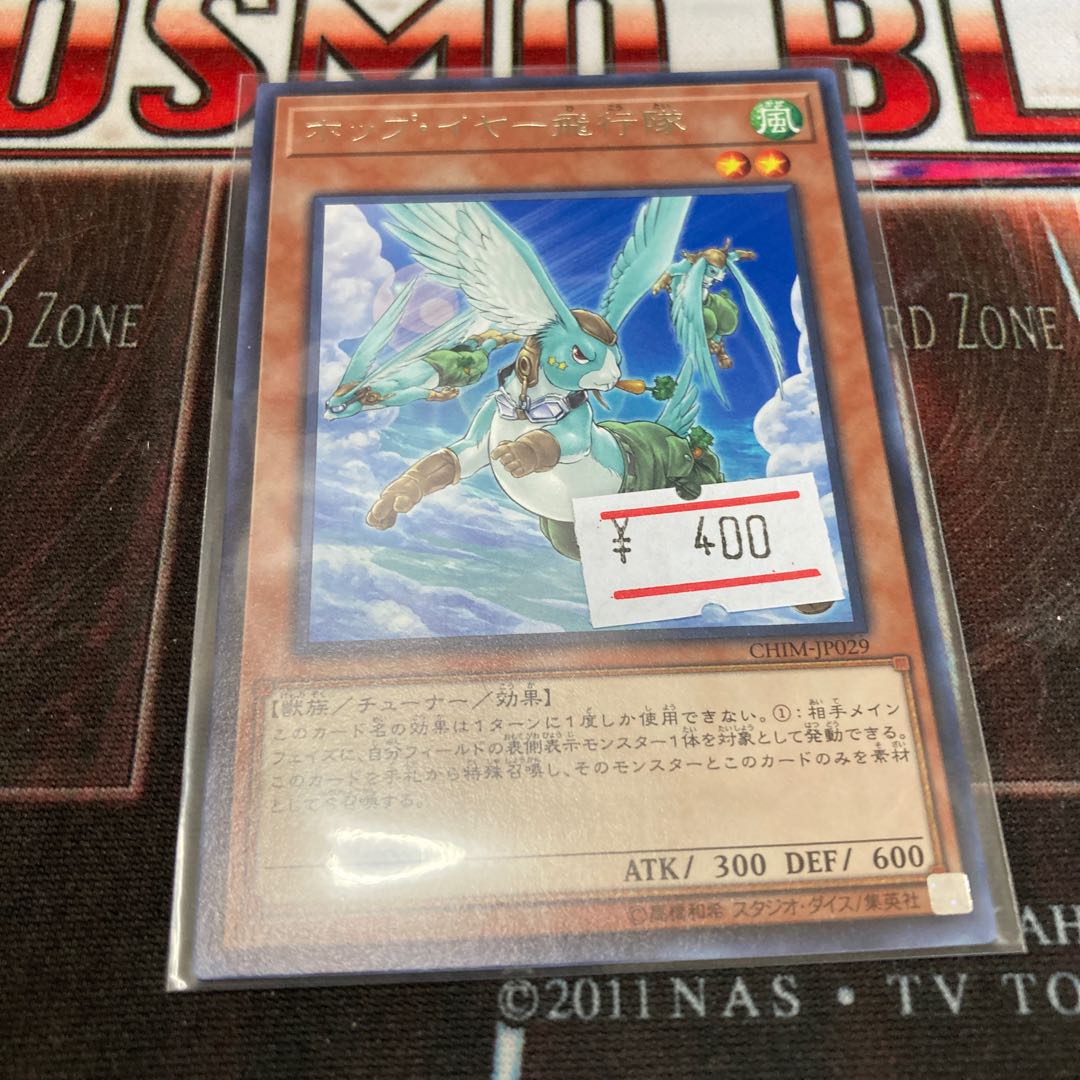 OSMO BL
ZONE
RD ZONE
ホップ・イヤー飛行隊
風
¥ 400
CHIM-JP029
【獣族/チューナー/効果】
このカード名の効果は1ターンに1度しか使用できない。①:相手メイン
フェイズに、自分フィールドの表側表示モンスター1体を対象として発動できる。
このカードを手札から特殊召喚し、そのモンスターとこのカードのみを素材
としてS召喚する。
ATK/ 300 DEF/ 600
©高橋和希 スタジオ・ダイス/集英社
AH
©2011 NAS • TV TO